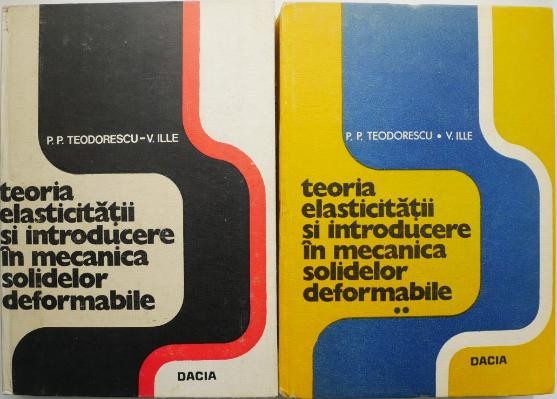 P. P. TEODORESCU – V. ILLE
teoria
elasticității
si introducere
în mecanica
solidelor
deformabile
DACIA
P. P. TEODORESCU • V. ILLE
teoria
elasticității
și introducere
în mecanica
solidelor
deformabile
••
DACIA